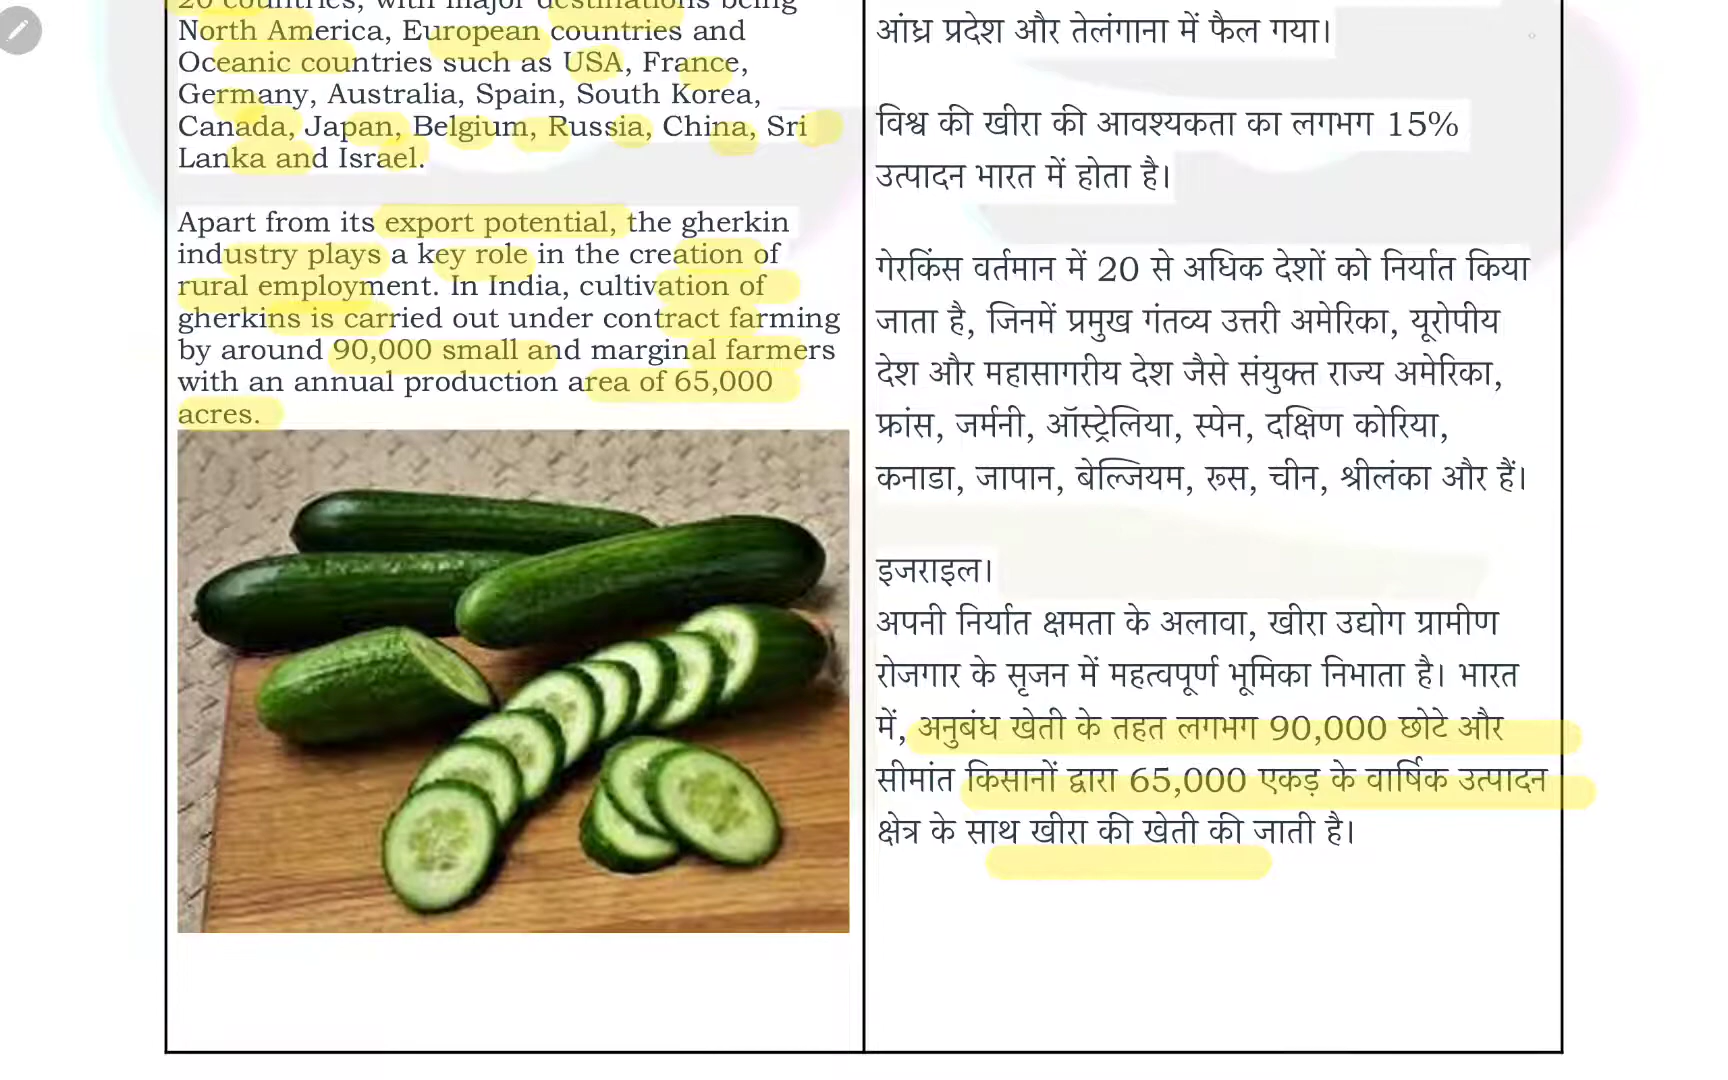 20 countries, with major destinations being
North America, European countries and
Oceanic countries such as USA, France,
Germany, Australia, Spain, South Korea,
Canada, Japan, Belgium, Russia, China, Sri
Lanka and Israel.
Apart from its export potential, the gherkin
industry plays a key role in the creation of
rural employment. In India, cultivation of
gherkins is carried out under contract farming
by around 90,000 small and marginal farmers
with an annual production area of 65,000
acres.
आंध्र प्रदेश और तेलंगाना में फैल गया।
विश्व की खीरा की आवश्यकता का लगभग 15%
उत्पादन भारत में होता है।
गेरकिंस वर्तमान में 20 से अधिक देशों को निर्यात किया
जाता है, जिनमें प्रमुख गंतव्य उत्तरी अमेरिका, यूरोपीय
देश और महासागरीय देश जैसे संयुक्त राज्य अमेरिका,
फ्रांस, जर्मनी, ऑस्ट्रेलिया, स्पेन, दक्षिण कोरिया,
कनाडा, जापान, बेल्जियम, रूस, चीन, श्रीलंका और हैं।
इजराइल।
अपनी निर्यात क्षमता के अलावा, खीरा उद्योग ग्रामीण
रोजगार के सृजन में महत्वपूर्ण भूमिका निभाता है। भारत
में, अनुबंध खेती के तहत लगभग 90,000 छोटे और
सीमांत किसानों द्वारा 65,000 एकड़ के वार्षिक उत्पादन
क्षेत्र के साथ खीरा की खेती की जाती है।